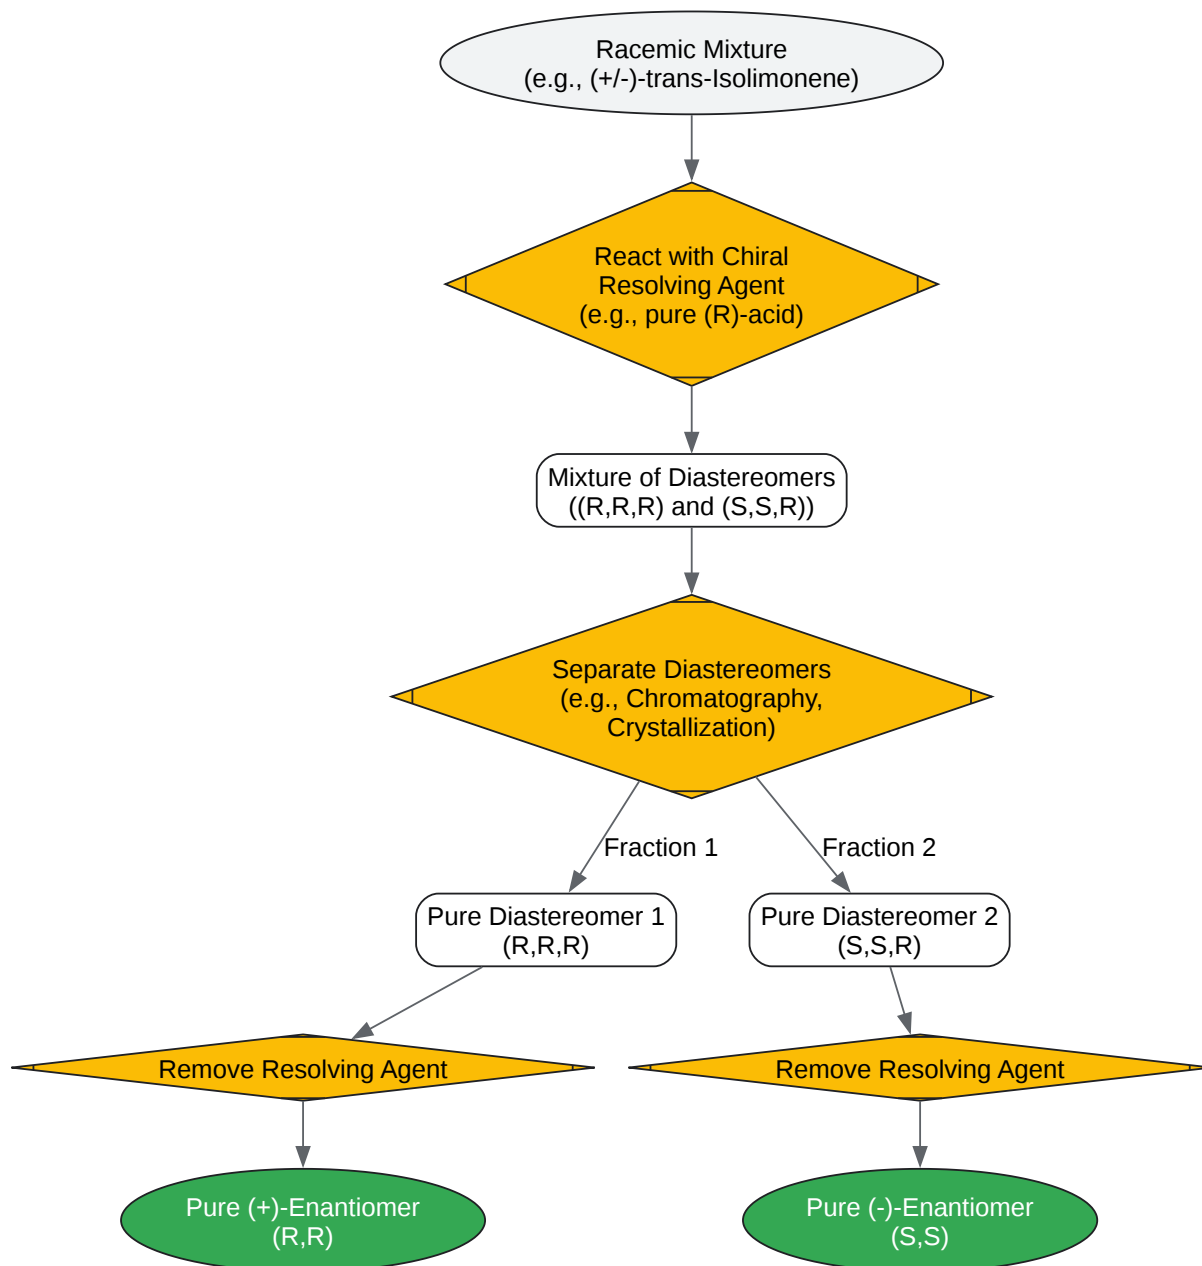 Racemic Mixture
(e.g., (+/-)-trans-Isolimonene)
React with Chiral
Resolving Agent
(e.g., pure (R)-acid)
Mixture of Diastereomers
((R,R,R) and (S,S,R))
Separate Diastereomers
(e.g., Chromatography,
Crystallization)
Fraction 1
Fraction 2
Pure Diastereomer 1
(R,R,R)
Pure Diastereomer 2
(S,S,R)
Remove Resolving Agent
Remove Resolving Agent
Pure (+)-Enantiomer
(R,R)
Pure (-)-Enantiomer
(S,S)